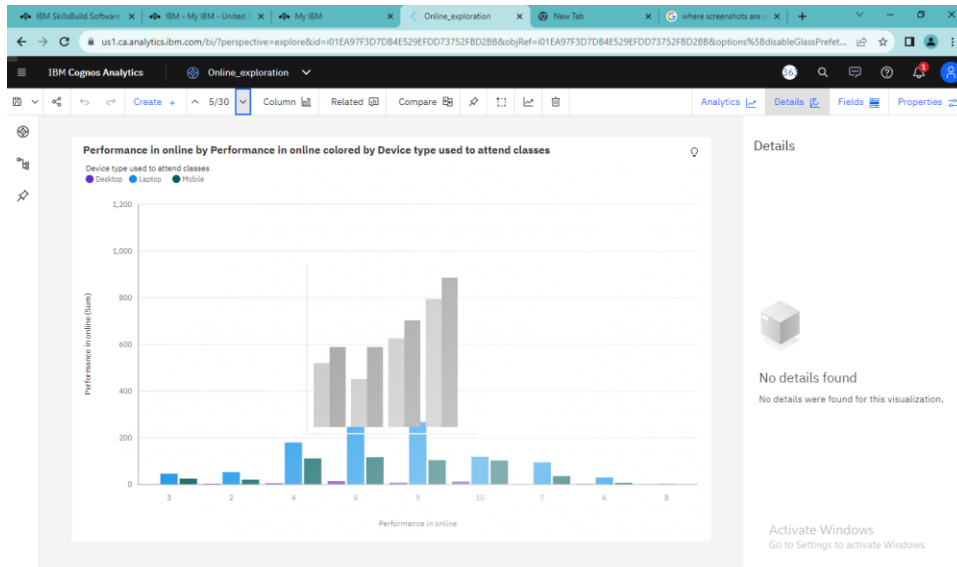 IBM SkillsBuild Software
IBM - My IBM - United S
My IBM
Online_exploration
New Tab
where screenshots are s
us1.ca.analytics.ibm.com/bi/?perspective=explore&id=i01EA97F3D7DB4E529EFDD73752FBD2BB&objRef=i01EA97F3D7DB4E529EFDD73752FBD2BB&options%5BdisableGlassPrefet...
IBM Cognos Analytics
Online_exploration
363
1
Create +
5/30
Column
Related
Compare
Analytics
Details
Fields
Properties
Performance in online by Performance in online colored by Device type used to attend classes
Device type used to attend classes
Desktop Laptop Mobile
Performance in online (Sum)
1,200
1,000
800
600
400
200
0
3 2 4 5 9 10 7 6 8
Performance in online
Details
No details found
No details were found for this visualization.
Activate Windows
Go to Settings to activate Windows.